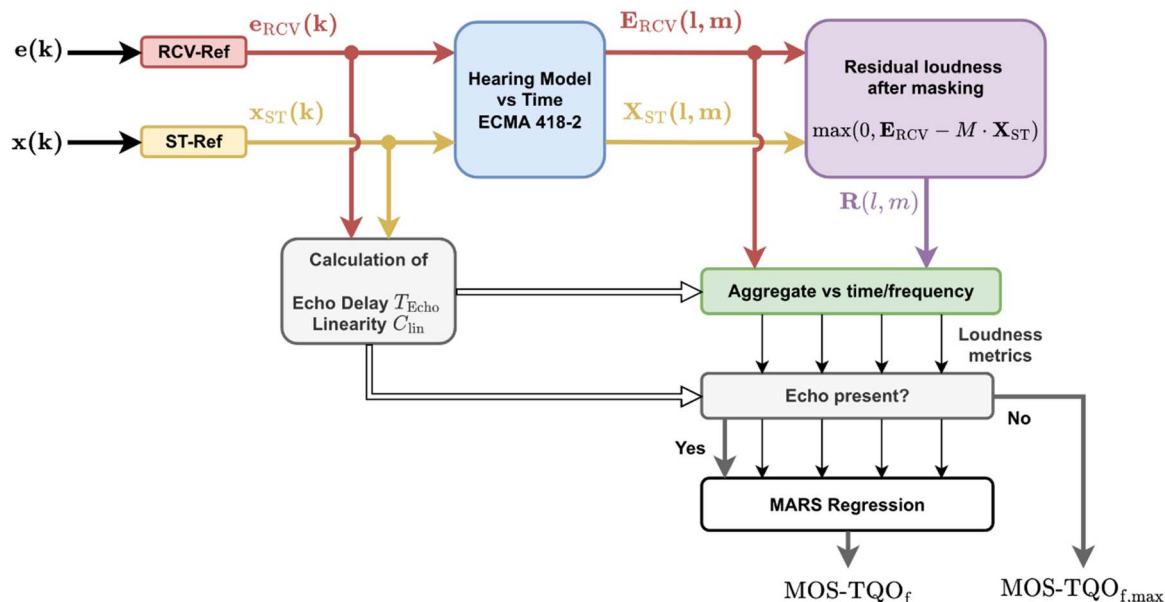 e(k)
RCV-Ref
e_RCV(k)
E_RCV(l, m)
x(k)
ST-Ref
x_ST(k)
X_ST(l, m)
Hearing Model
vs Time
ECMA 418-2
Residual loudness
after masking
max(0, E_RCV − M · X_ST)
R(l, m)
Calculation of
Echo Delay T_Echo
Linearity C_lin
Aggregate vs time/frequency
Loudness
metrics
Echo present?
No
Yes
MARS Regression
MOS-TQO_f
MOS-TQO_f,max